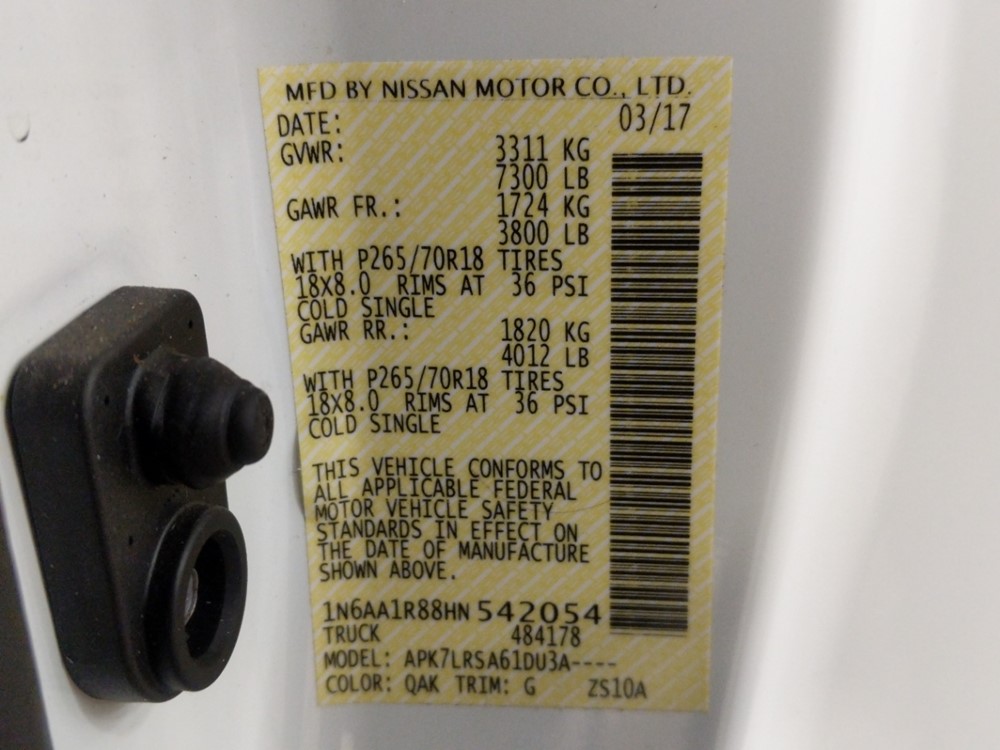 MFD BY NISSAN MOTOR CO., LTD.
DATE: 03/17
GVWR: 3311 KG
7300 LB
GAWR FR.: 1724 KG
3800 LB
WITH P265/70R18 TIRES
18X8.0 RIMS AT 36 PSI
COLD SINGLE
GAWR RR.: 1820 KG
4012 LB
WITH P265/70R18 TIRES
18X8.0 RIMS AT 36 PSI
COLD SINGLE
THIS VEHICLE CONFORMS TO
ALL APPLICABLE FEDERAL
MOTOR VEHICLE SAFETY
STANDARDS IN EFFECT ON
THE DATE OF MANUFACTURE
SHOWN ABOVE.
1N6AA1R88HN 542054
TRUCK 484178
MODEL: APK7LRSA61DU3A----
COLOR: QAK TRIM: G ZS10A